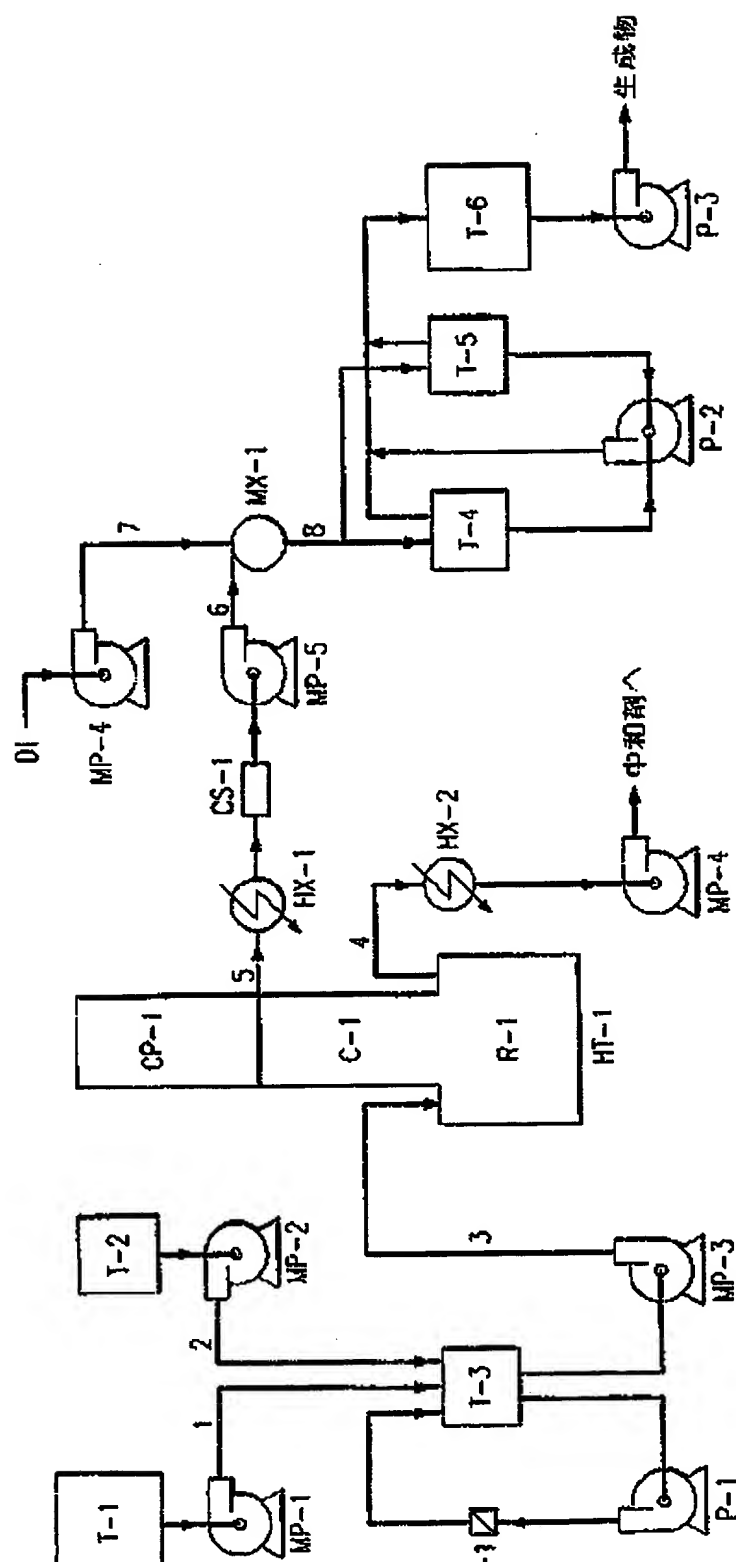 T-1
MP-1
1
T-2
MP-2
2
T-3
P-1
MP-3
3
CP-1
C-1
R-1
HT-1
4
5
HX-1
CS-1
MP-5
6
DI
MP-4
7
MX-1
8
HX-2
MP-4
中和剤へ
T-4
T-5
P-2
T-6
P-3
生成物